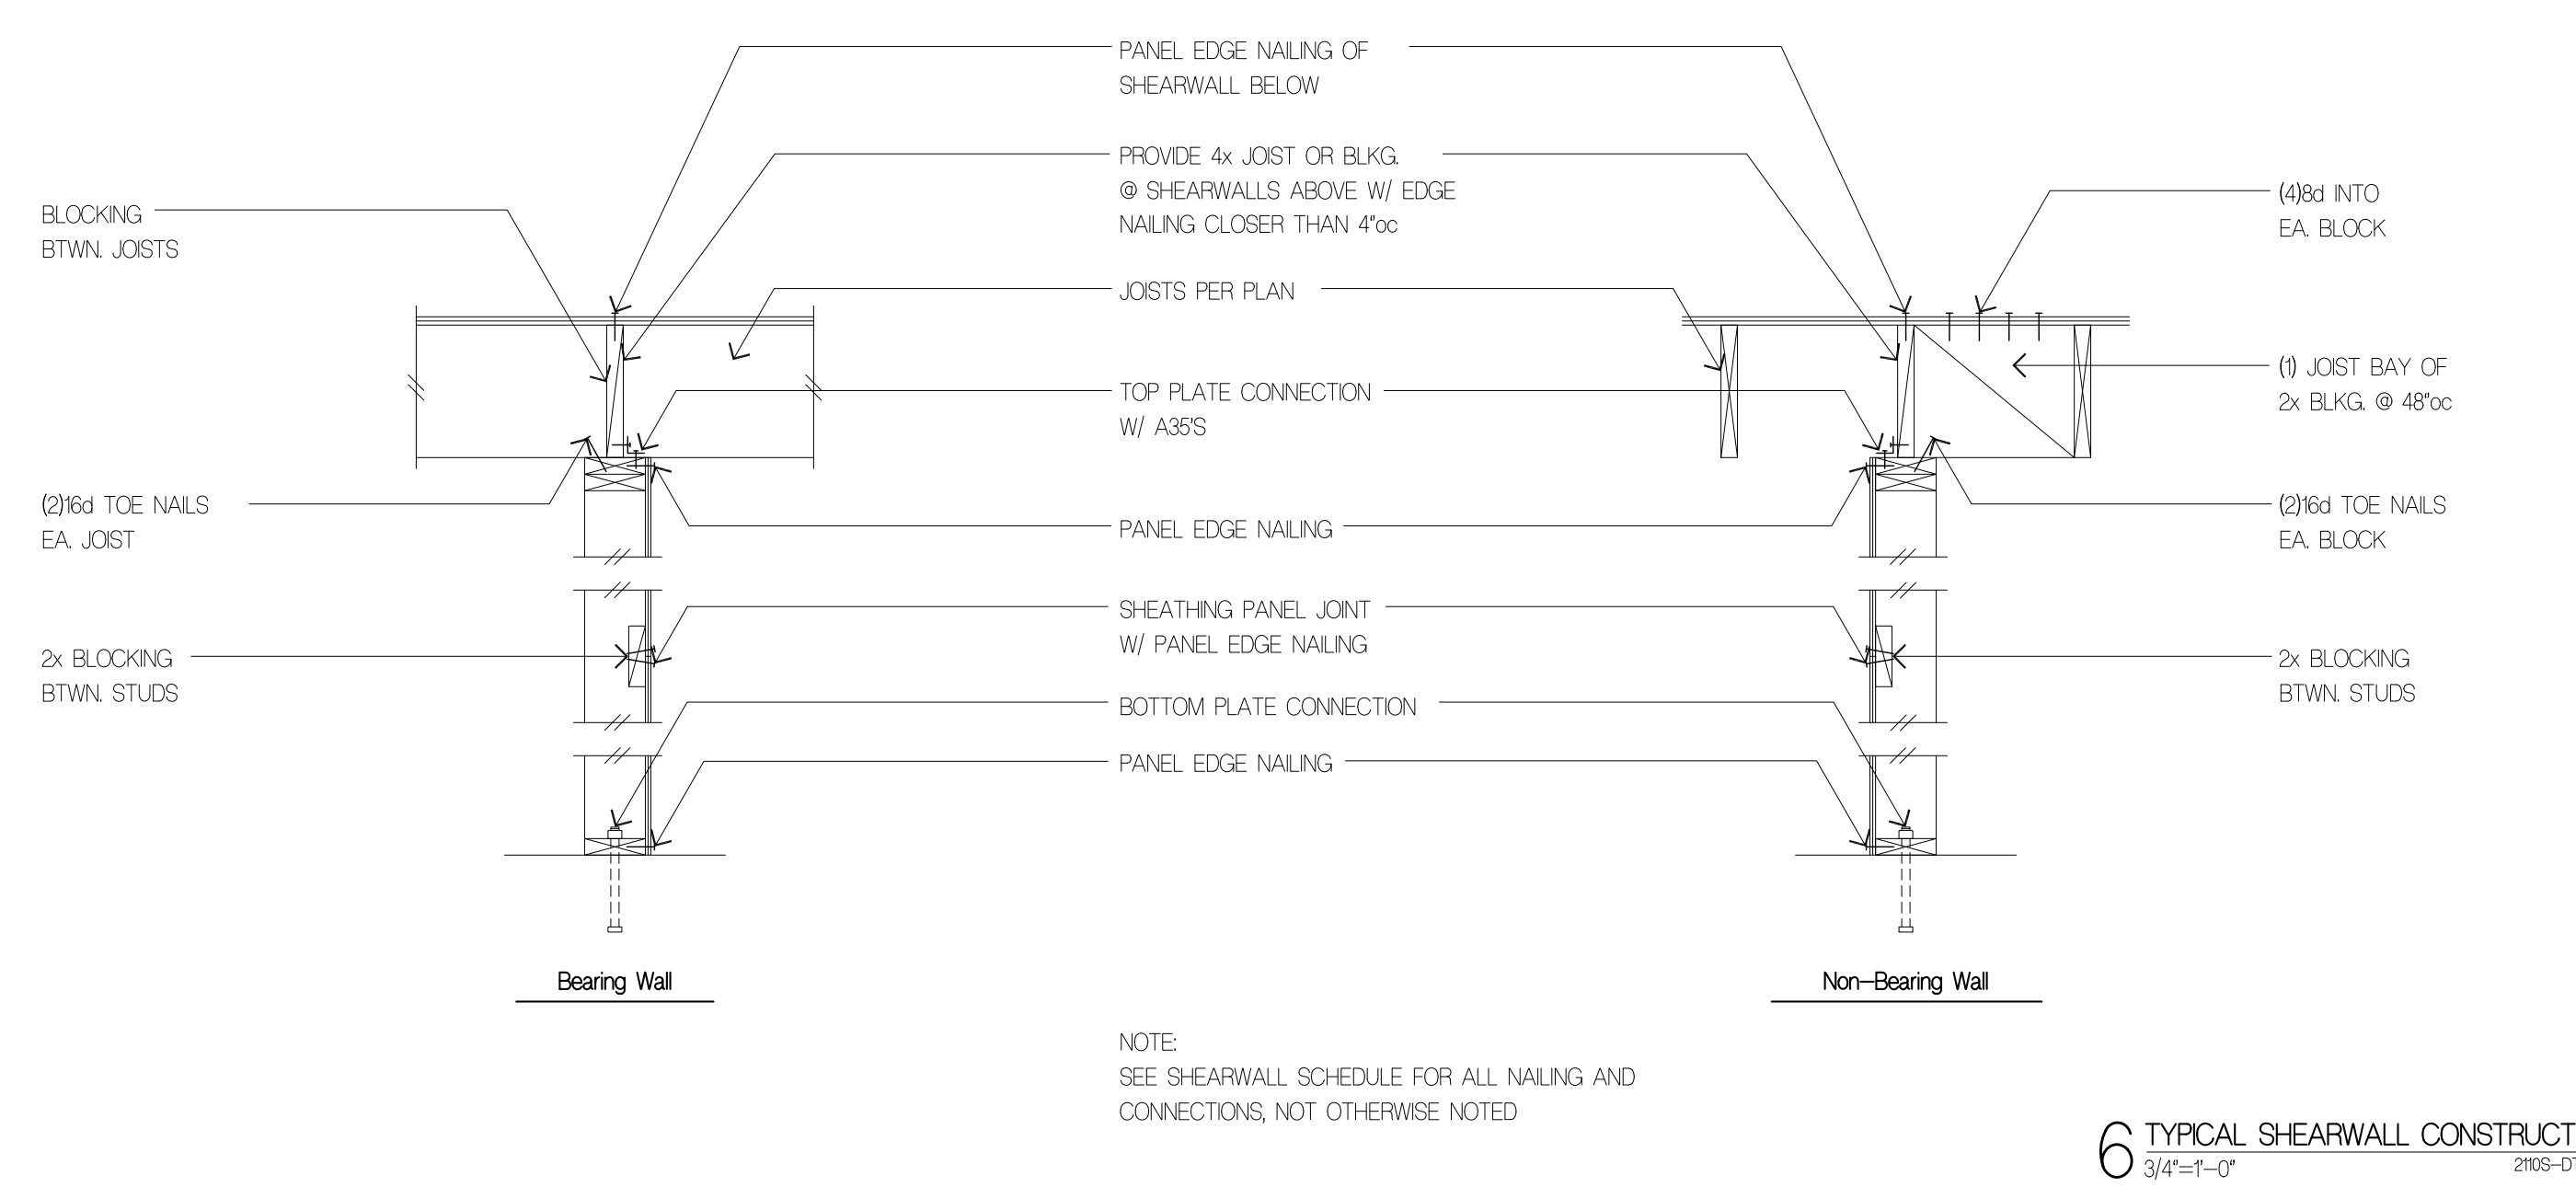 PANEL EDGE NAILING OF
SHEARWALL BELOW
PROVIDE 4x JOIST OR BLKG.
@ SHEARWALLS ABOVE W/ EDGE
NAILING CLOSER THAN 4"oc
BLOCKING
BTWN. JOISTS
(4)8d INTO
EA. BLOCK
JOISTS PER PLAN
(1) JOIST BAY OF
2x BLKG. @ 48"oc
TOP PLATE CONNECTION
W/ A35'S
(2)16d TOE NAILS
EA. JOIST
PANEL EDGE NAILING
(2)16d TOE NAILS
EA. BLOCK
SHEATHING PANEL JOINT
W/ PANEL EDGE NAILING
2x BLOCKING
BTWN. STUDS
2x BLOCKING
BTWN. STUDS
BOTTOM PLATE CONNECTION
PANEL EDGE NAILING
Bearing Wall
Non-Bearing Wall
NOTE:
SEE SHEARWALL SCHEDULE FOR ALL NAILING AND
CONNECTIONS, NOT OTHERWISE NOTED
6 TYPICAL SHEARWALL CONSTRUCT
3/4"=1'-0"
2110S-DT